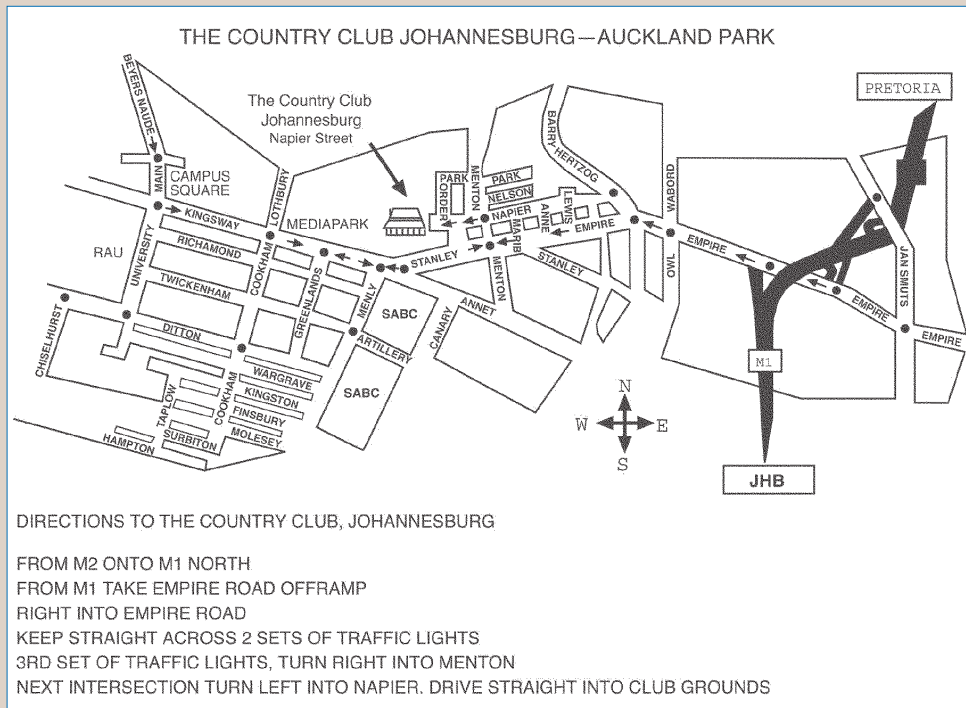 THE COUNTRY CLUB JOHANNESBURG—AUCKLAND PARK
BEYERS NAUDE
PRETORIA
The Country Club
Johannesburg
Napier Street
BARRY HERTZOG
MAIN
CAMPUS
SQUARE
LOTHBURY
PARK
ORDER
MENTON
PARK
NELSON
NAPIER
LEWIS
ANNE
MARIB
WABORD
KINGSWAY
MEDIAPARK
EMPIRE
RAU
UNIVERSITY
RICHAMOND
COOKHAM
STANLEY
MENTON
STANLEY
OWL
EMPIRE
JAN SMUTS
TWICKENHAM
GREENLANDS
MENLY
SABC
CANARY
ANNET
EMPIRE
EMPIRE
CHISELHURST
DITTON
ARTILLERY
M1
WARGRAVE
KINGSTON
FINSBURY
MOLESEY
COOKHAM
TAPLOW
SURBITON
HAMPTON
SABC
N
W
E
S
JHB
DIRECTIONS TO THE COUNTRY CLUB, JOHANNESBURG
FROM M2 ONTO M1 NORTH
FROM M1 TAKE EMPIRE ROAD OFFRAMP
RIGHT INTO EMPIRE ROAD
KEEP STRAIGHT ACROSS 2 SETS OF TRAFFIC LIGHTS
3RD SET OF TRAFFIC LIGHTS, TURN RIGHT INTO MENTON
NEXT INTERSECTION TURN LEFT INTO NAPIER. DRIVE STRAIGHT INTO CLUB GROUNDS